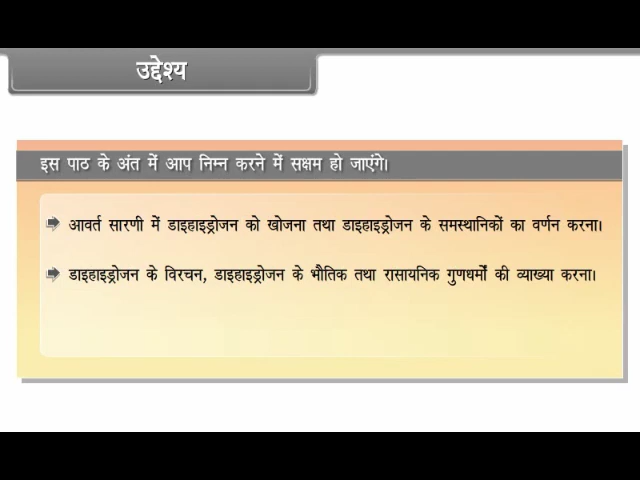 उद्देश्य
इस पाठ के अंत में आप निम्न करने में सक्षम हो जाएंगे।
आवर्त सारणी में डाइहाइड्रोजन को खोजना तथा डाइहाइड्रोजन के समस्थानिकों का वर्णन करना।
डाइहाइड्रोजन के विरचन, डाइहाइड्रोजन के भौतिक तथा रासायनिक गुणधर्मों की व्याख्या करना।